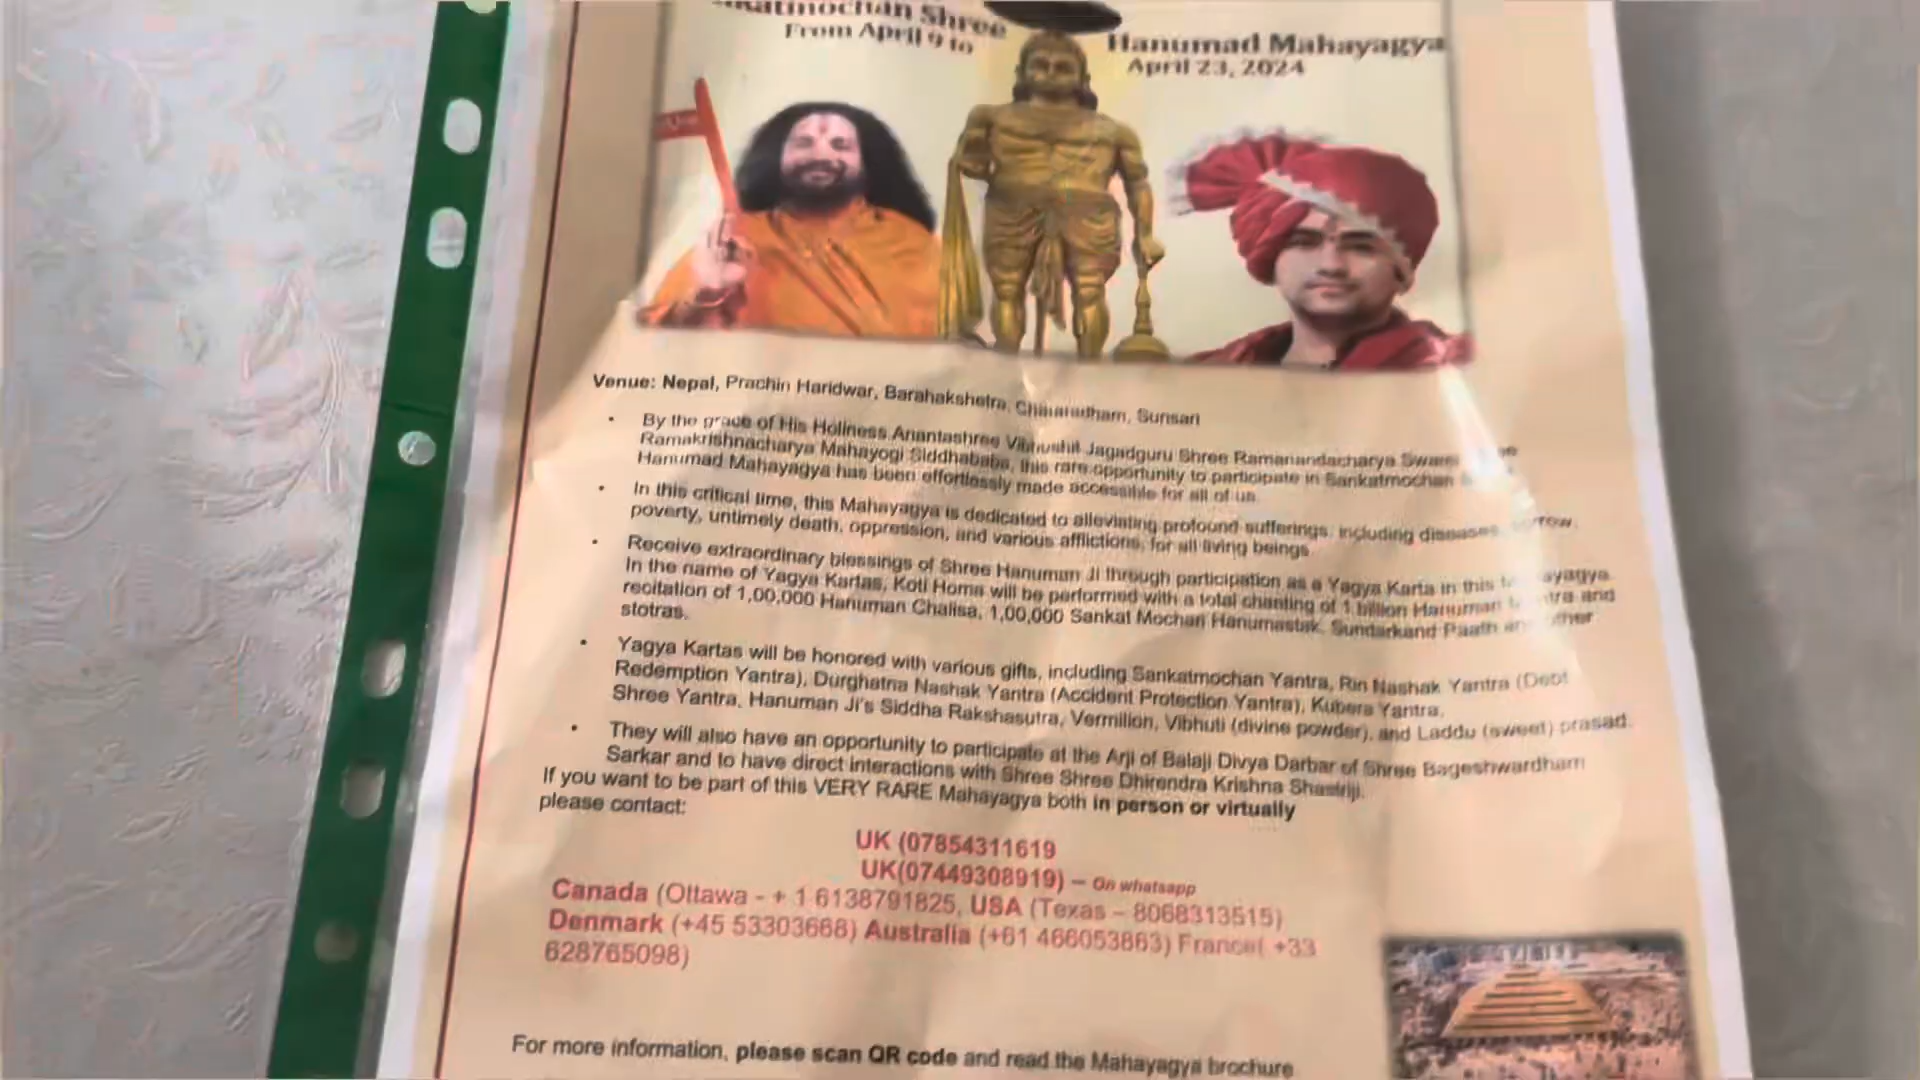 Shree
From April 9 to
Hanumad Mahayagya
April 23, 2024
Venue: Nepal, Prachin Haridwar, Barahakshetra, Chataradham, Sunsari
• By the grace of His Holiness Anantashree Vibhushit Jagadguru Shree Ramanandacharya
Ramakrishnacharya Mahayogi Siddhababa, this rare opportunity to participate in Sankatmochan
Hanumad Mahayagya has been effortlessly made accessible for all of us.
• In this critical time, this Mahayagya is dedicated to alleviating profound sufferings, including
poverty, untimely death, oppression, and various afflictions, for all living beings
• Receive extraordinary blessings of Shree Hanuman Ji through participation as a Yagya Karta in this
In the name of Yagya Kartas, Koti Homa will be performed with a total chanting of 1 billion Hanuman and
recitation of 1,00,000 Hanuman Chalisa, 1,00,000 Sankat Mochan Hanumastak, Sundarkand Paath
stotras.
• Yagya Kartas will be honored with various gifts, including Sankatmochan Yantra, Rin Nashak Yantra (Debt
Redemption Yantra), Durghatna Nashak Yantra (Accident Protection Yantra), Kubera Yantra,
Shree Yantra, Hanuman Ji's Siddha Rakshasutra, Vermilion, Vibhuti (divine powder), and Laddu (sweet) prasad.
• They will also have an opportunity to participate at the Arji of Balaji Divya Darbar of Shree Bageshwardham
Sarkar and to have direct interactions with Shree Shree Dhirendra Krishna Shastriji.
If you want to be part of this VERY RARE Mahayagya both in person or virtually
please contact:
UK (07854311619
UK(07449308919) – On whatsapp
Canada (Ottawa - + 1 6138791825, USA (Texas – 8068313515)
Denmark (+45 53303668) Australia (+61 466053863) France( +33
628765098)
For more information, please scan QR code and read the Mahayagya brochure